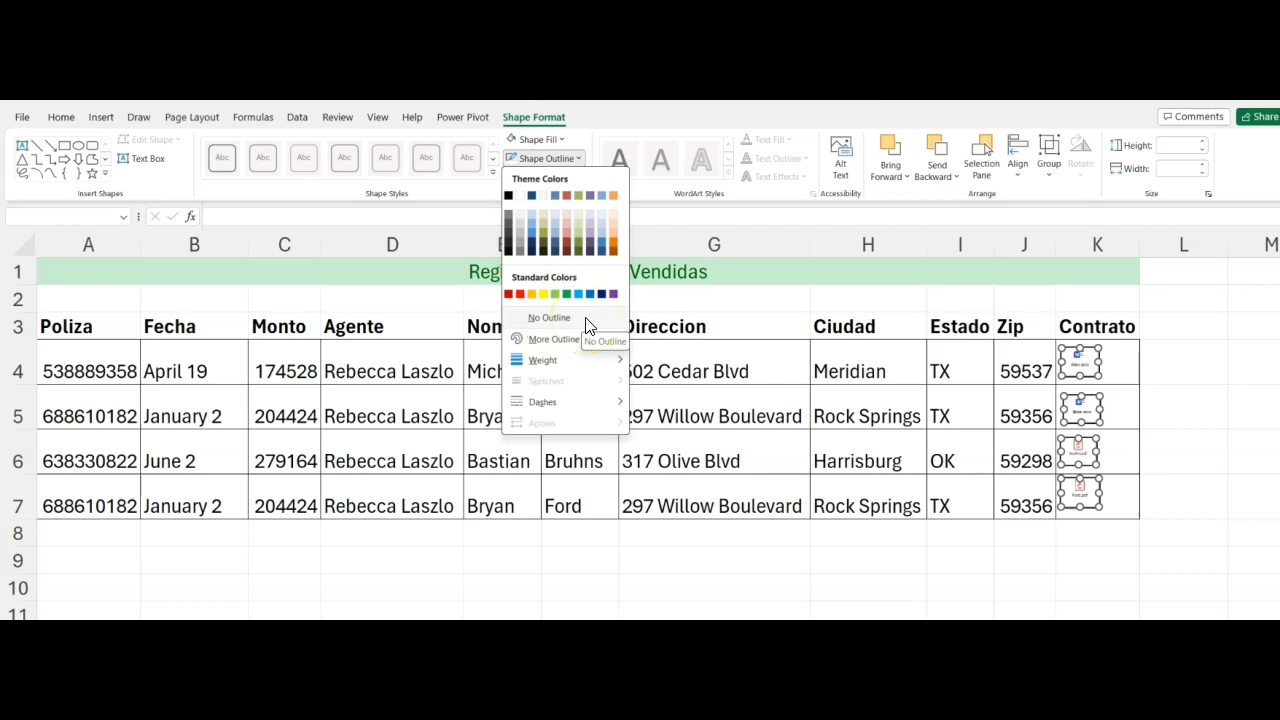 File Home Insert Draw Page Layout Formulas Data Review View Help Power Pivot Shape Format Comments Share
Edit Shape
Text Box
Insert Shapes
Abc Abc Abc Abc Abc Abc Abc
Shape Styles
Shape Fill
Shape Outline
A A A
WordArt Styles
Text Fill
Text Outline
Text Effects
Alt Text
Accessibility
Bring Forward
Send Backward
Selection Pane
Align
Group
Rotate
Arrange
Height:
Width:
Size
Theme Colors
Standard Colors
No Outline
More Outline
No Outline
Weight
Sketched
Dashes
Arrows
fx
A B C D G H I J K L M
1 Vendidas
2
3 Poliza Fecha Monto Agente Direccion Ciudad Estado Zip Contrato
4 538889358 April 19 174528 Rebecca Laszlo 502 Cedar Blvd Meridian TX 59537
5 688610182 January 2 204424 Rebecca Laszlo 297 Willow Boulevard Rock Springs TX 59356
6 638330822 June 2 279164 Rebecca Laszlo Bastian Bruhns 317 Olive Blvd Harrisburg OK 59298
7 688610182 January 2 204424 Rebecca Laszlo Bryan Ford 297 Willow Boulevard Rock Springs TX 59356
8
9
10
11